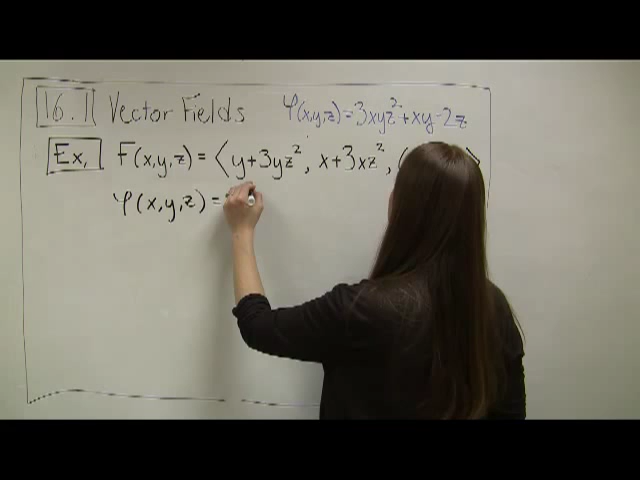 16.1 Vector Fields φ(x,y,z)=3xyz²+xy-2z
Ex. F(x,y,z) = ⟨y+3yz², x+3xz², (
φ(x,y,z) =